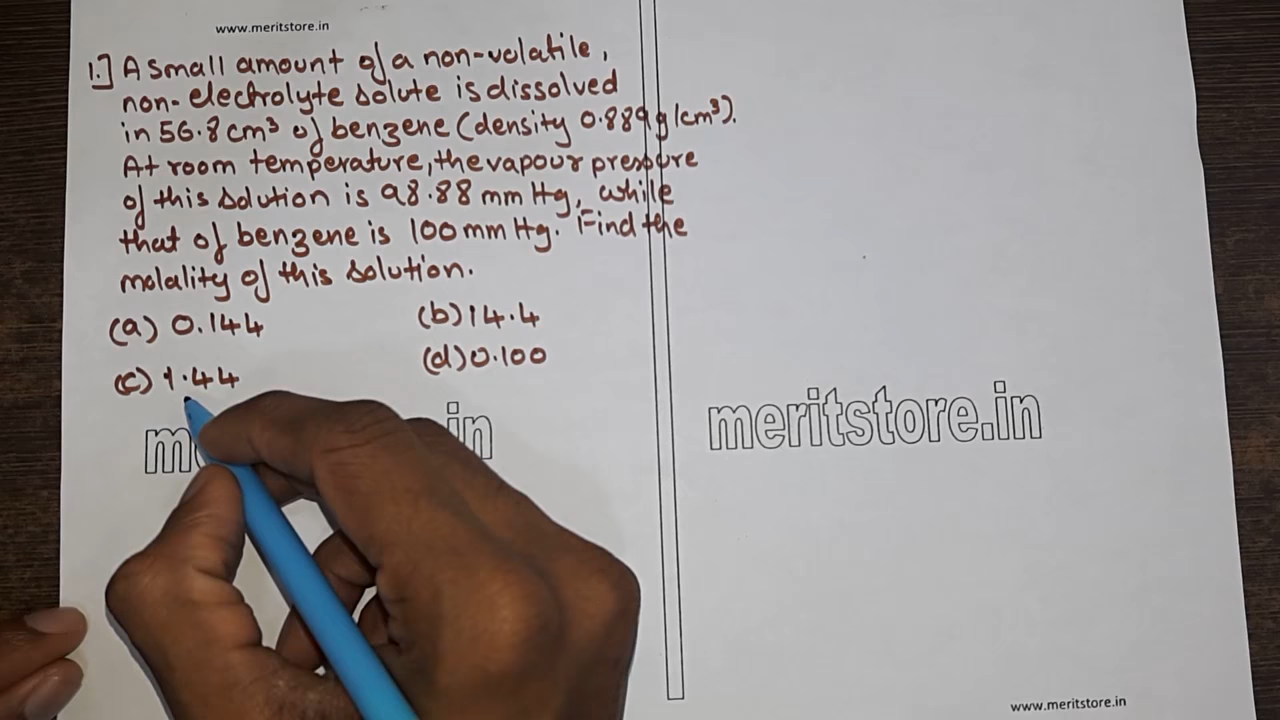 www.meritstore.in
1.] A small amount of a non-volatile,
non-electrolyte solute is dissolved
in 56.8 cm³ of benzene (density 0.889 g/cm³).
At room temperature, the vapour pressure
of this solution is 98.88 mm Hg, while
that of benzene is 100 mm Hg. Find the
molality of this solution.
(a) 0.144
(b) 14.4
(c) 1.44
(d) 0.100
meritstore.in
www.meritstore.in